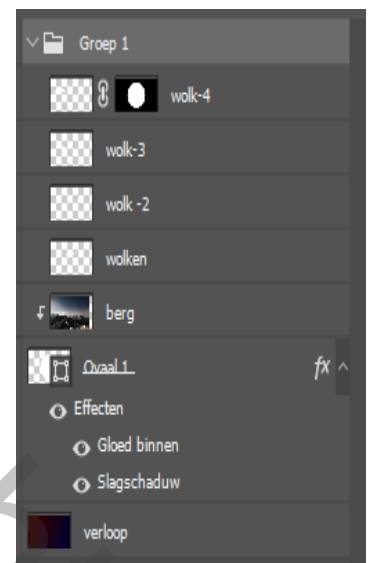 Groep 1
wolk-4
wolk-3
wolk -2
wolken
berg
Ovaal 1
fx
Effecten
Gloed binnen
Slagschaduw
verloop